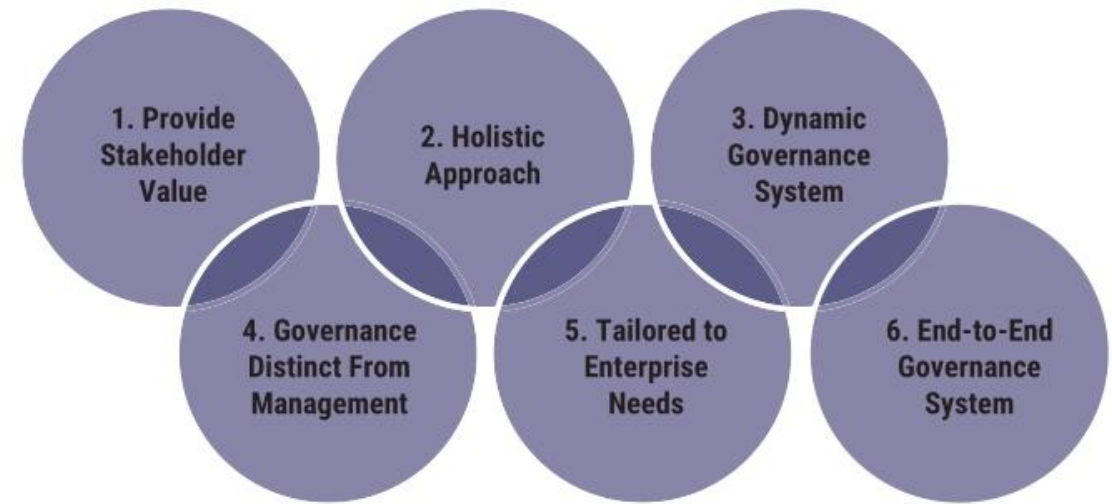 1. Provide
Stakeholder
Value
2. Holistic
Approach
3. Dynamic
Governance
System
4. Governance
Distinct From
Management
5. Tailored to
Enterprise
Needs
6. End-to-End
Governance
System